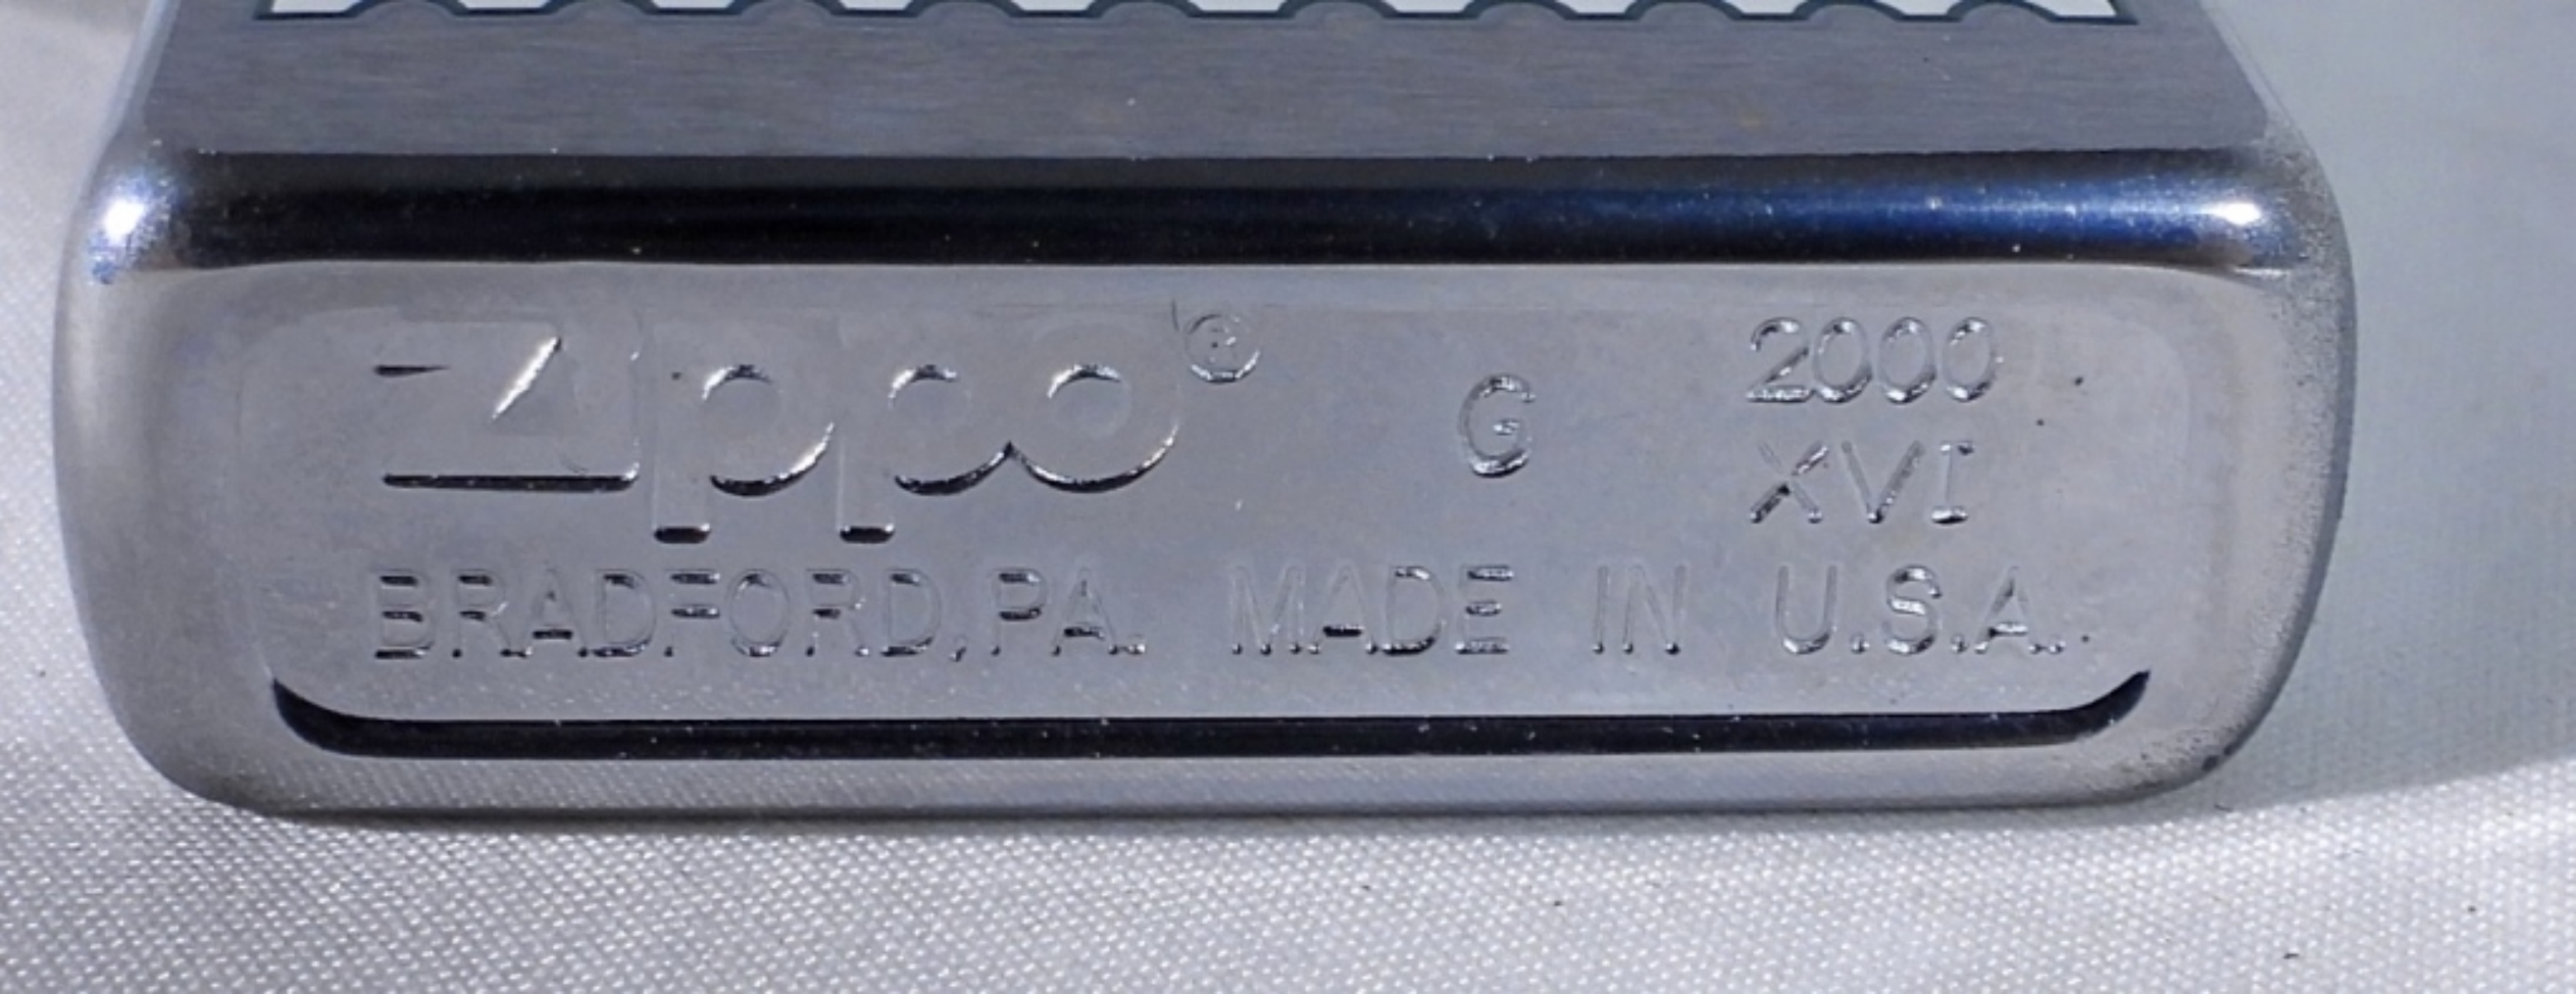 Zippo® G 2000
XVI
BRADFORD, PA. MADE IN U.S.A.